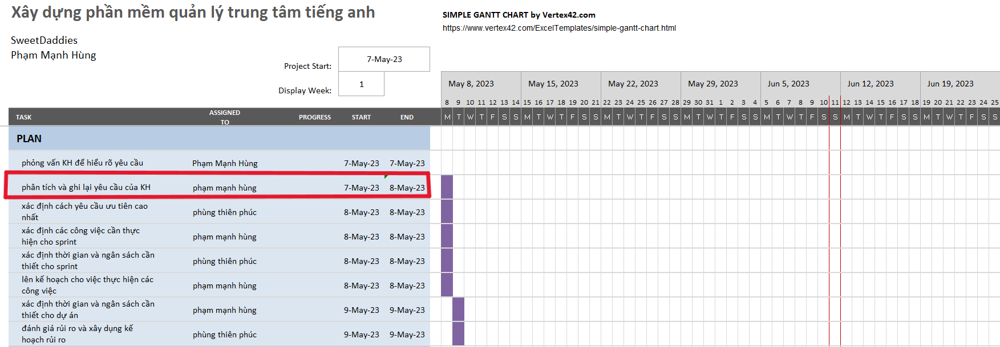 Xây dựng phần mềm quản lý trung tâm tiếng anh
SIMPLE GANTT CHART by Vertex42.com
https://www.vertex42.com/ExcelTemplates/simple-gantt-chart.html
SweetDaddies
Phạm Mạnh Hùng
Project Start: 7-May-23
Display Week: 1
May 8, 2023 May 15, 2023 May 22, 2023 May 29, 2023 Jun 5, 2023 Jun 12, 2023 Jun 19, 2023
8 9 10 11 12 13 14 15 16 17 18 19 20 21 22 23 24 25 26 27 28 29 30 31 1 2 3 4 5 6 7 8 9 10 11 12 13 14 15 16 17 18 19 20 21 22 23 24 25
TASK ASSIGNED TO PROGRESS START END M T W T F S S M T W T F S S M T W T F S S M T W T F S S M T W T F S S M T W T F S S M T W T F S S
PLAN
phỏng vấn KH để hiểu rõ yêu cầu Phạm Mạnh Hùng 7-May-23 7-May-23
phân tích và ghi lại yêu cầu của KH phạm mạnh hùng 7-May-23 8-May-23
xác định cách yêu cầu ưu tiên cao
nhất phùng thiên phúc 8-May-23 8-May-23
xác định các công việc cần thực
hiện cho sprint phạm mạnh hùng 8-May-23 8-May-23
xác định thời gian và ngân sách cần
thiết cho sprint phùng thiên phúc 8-May-23 8-May-23
lên kế hoạch cho việc thực hiện các
công việc phạm mạnh hùng 8-May-23 8-May-23
xác định thời gian và ngân sách cần
thiết cho dự án phạm mạnh hùng 9-May-23 9-May-23
đánh giá rủi ro và xây dụng kế
hoạch rủi ro phùng thiên phúc 9-May-23 9-May-23